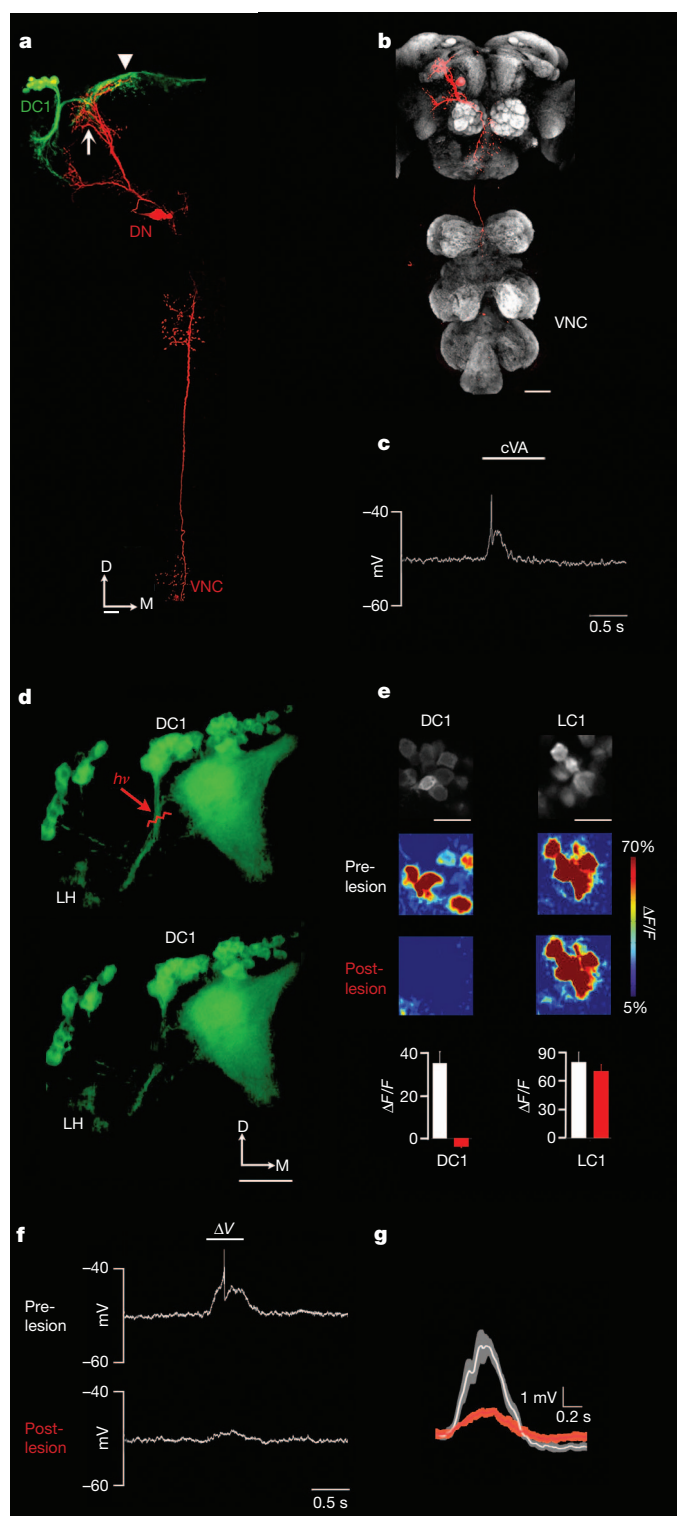 a
DC1
DN
VNC
D
M
b
VNC
c
cVA
–40
mV
–60
0.5 s
d
DC1
hν
LH
DC1
LH
D
M
e
DC1
LC1
Pre-
lesion
Post-
lesion
70%
ΔF/F
5%
40
20
0
ΔF/F
DC1
90
60
30
0
ΔF/F
LC1
f
ΔV
Pre-
lesion
–40
mV
–60
Post-
lesion
–40
mV
–60
0.5 s
g
1 mV
0.2 s